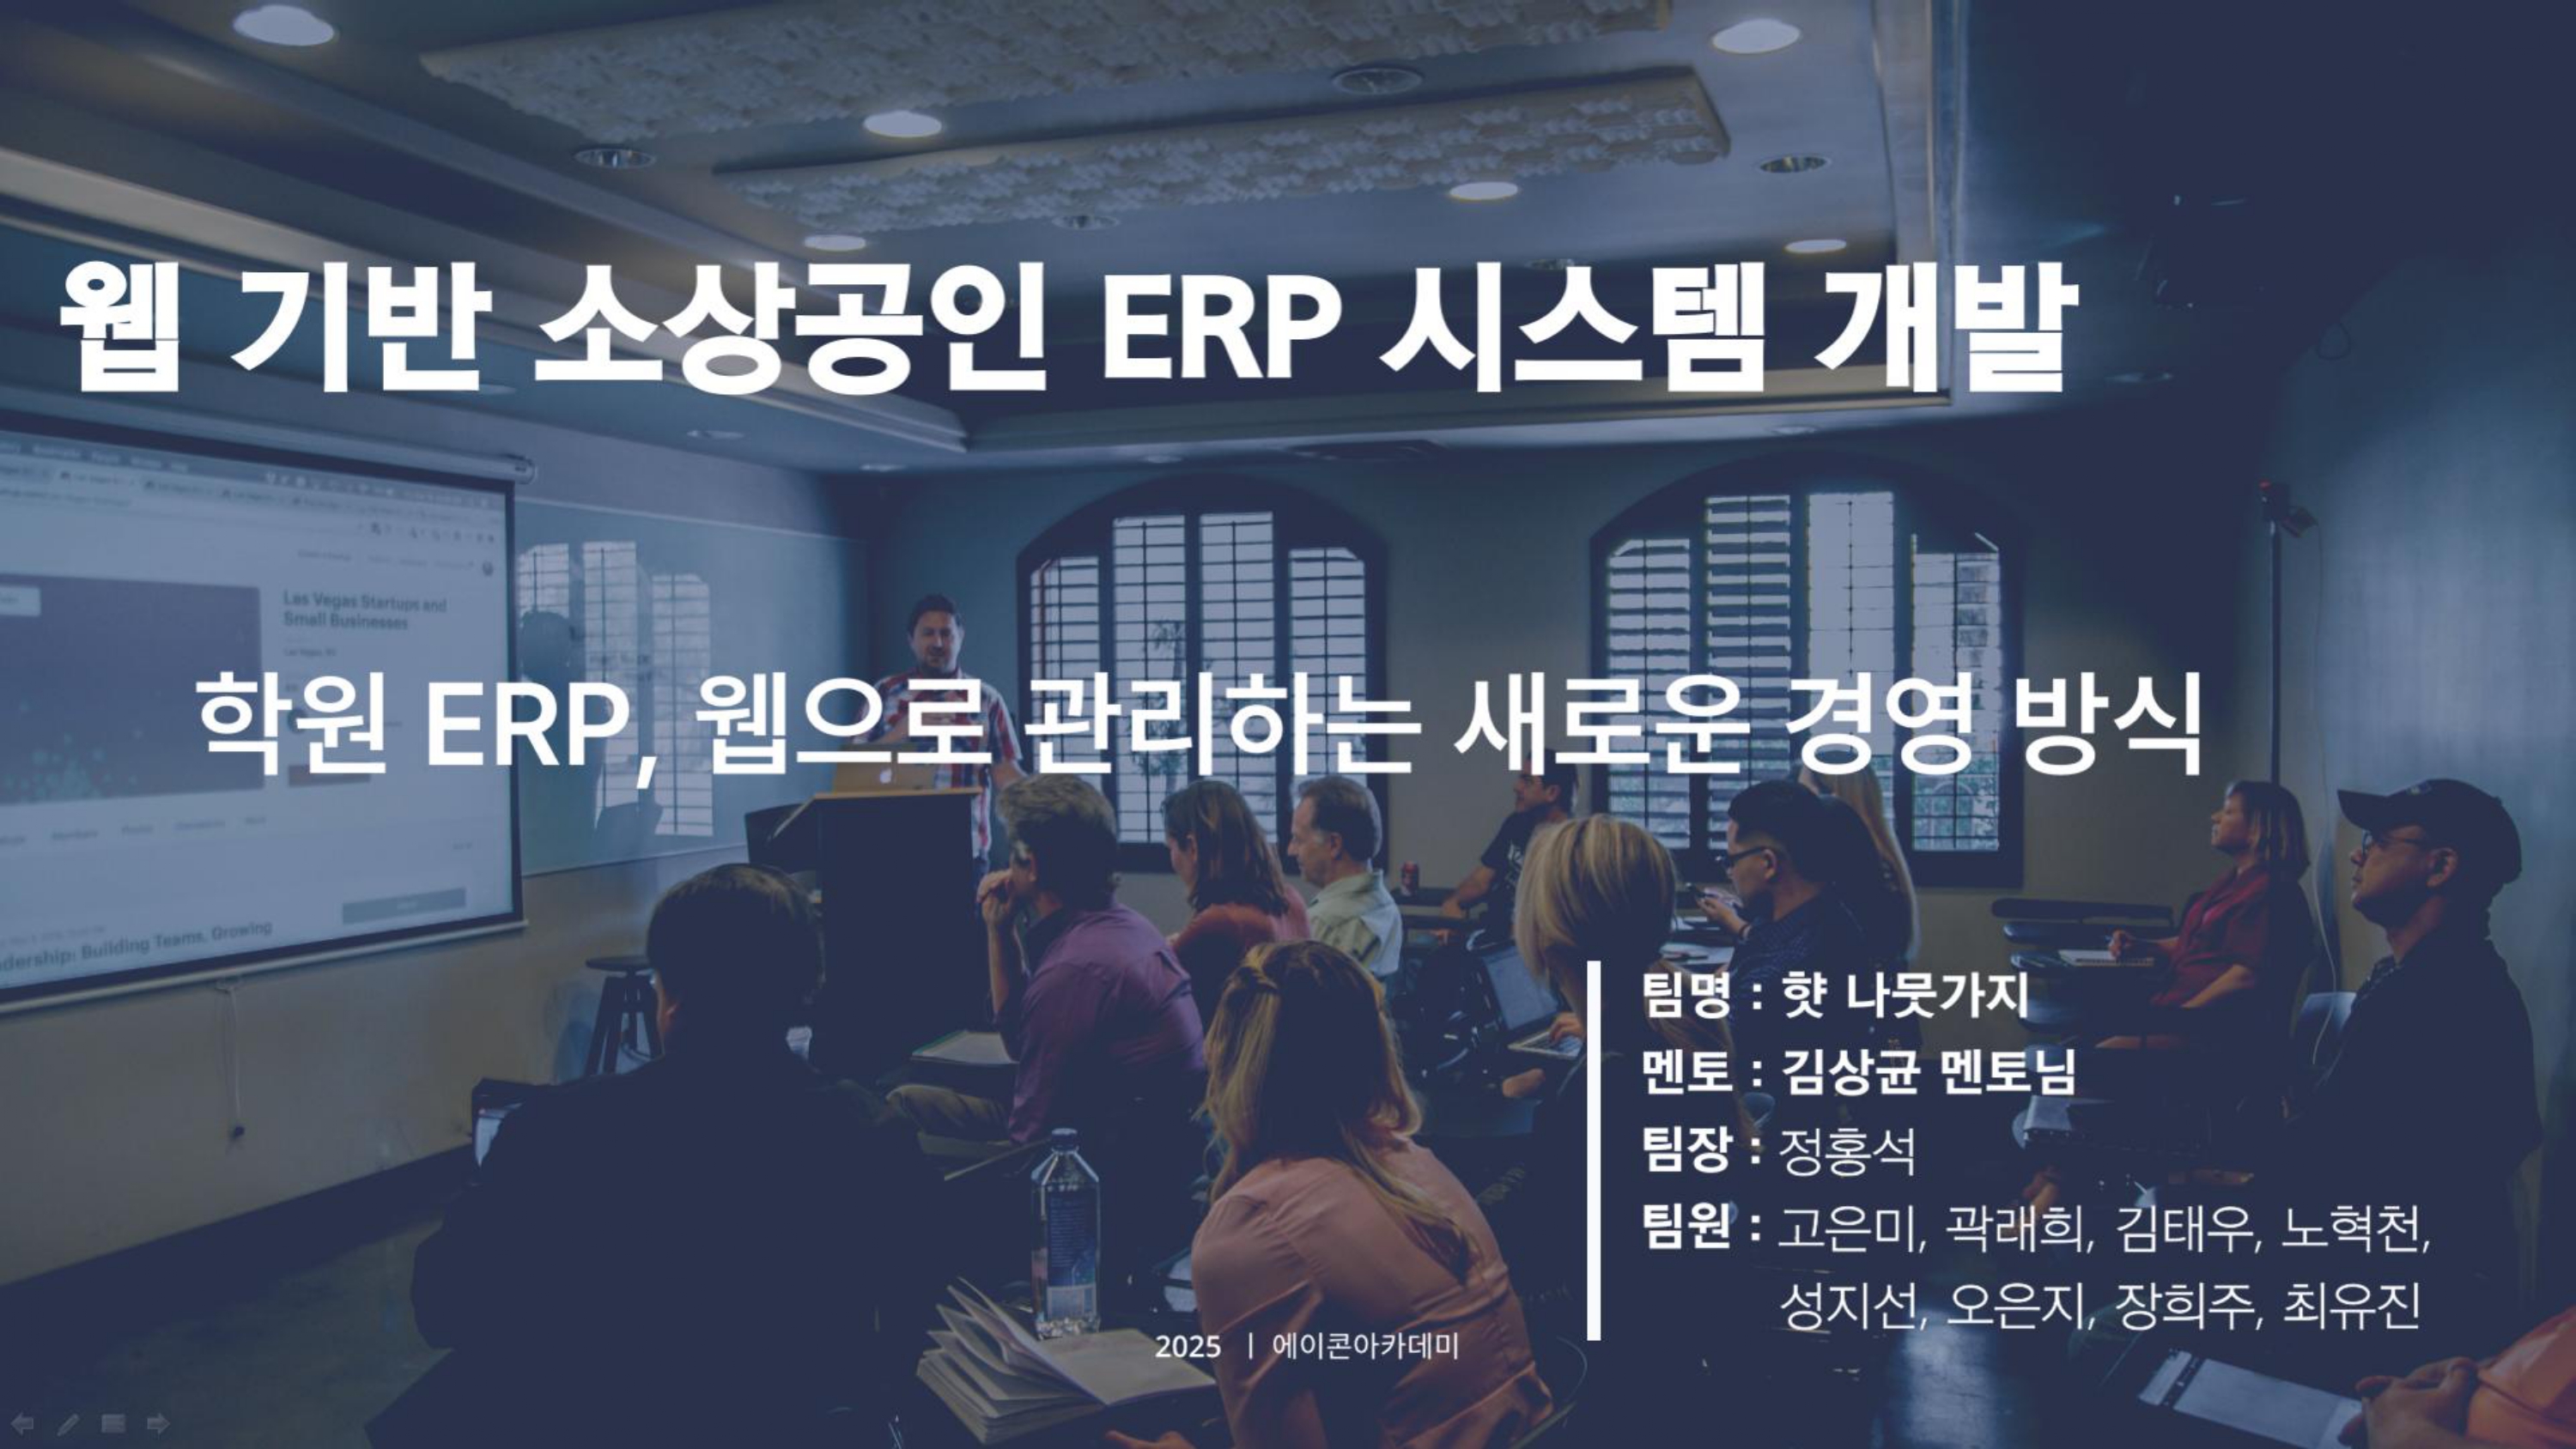 웹 기반 소상공인 ERP 시스템 개발
Las Vegas Startups and
Small Businesses
학원 ERP, 웹으로 관리하는 새로운 경영 방식
dership: Building Teams, Growing
팀명 : 햣 나뭇가지
멘토 : 김상균 멘토님
팀장 : 정홍석
팀원 : 고은미, 곽래희, 김태우, 노혁천,
성지선, 오은지, 장희주, 최유진
2025 | 에이콘아카데미